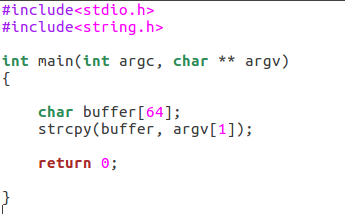 #include<stdio.h>
#include<string.h>
int main(int argc, char ** argv)
{
char buffer[64];
strcpy(buffer, argv[1]);
return 0;
}